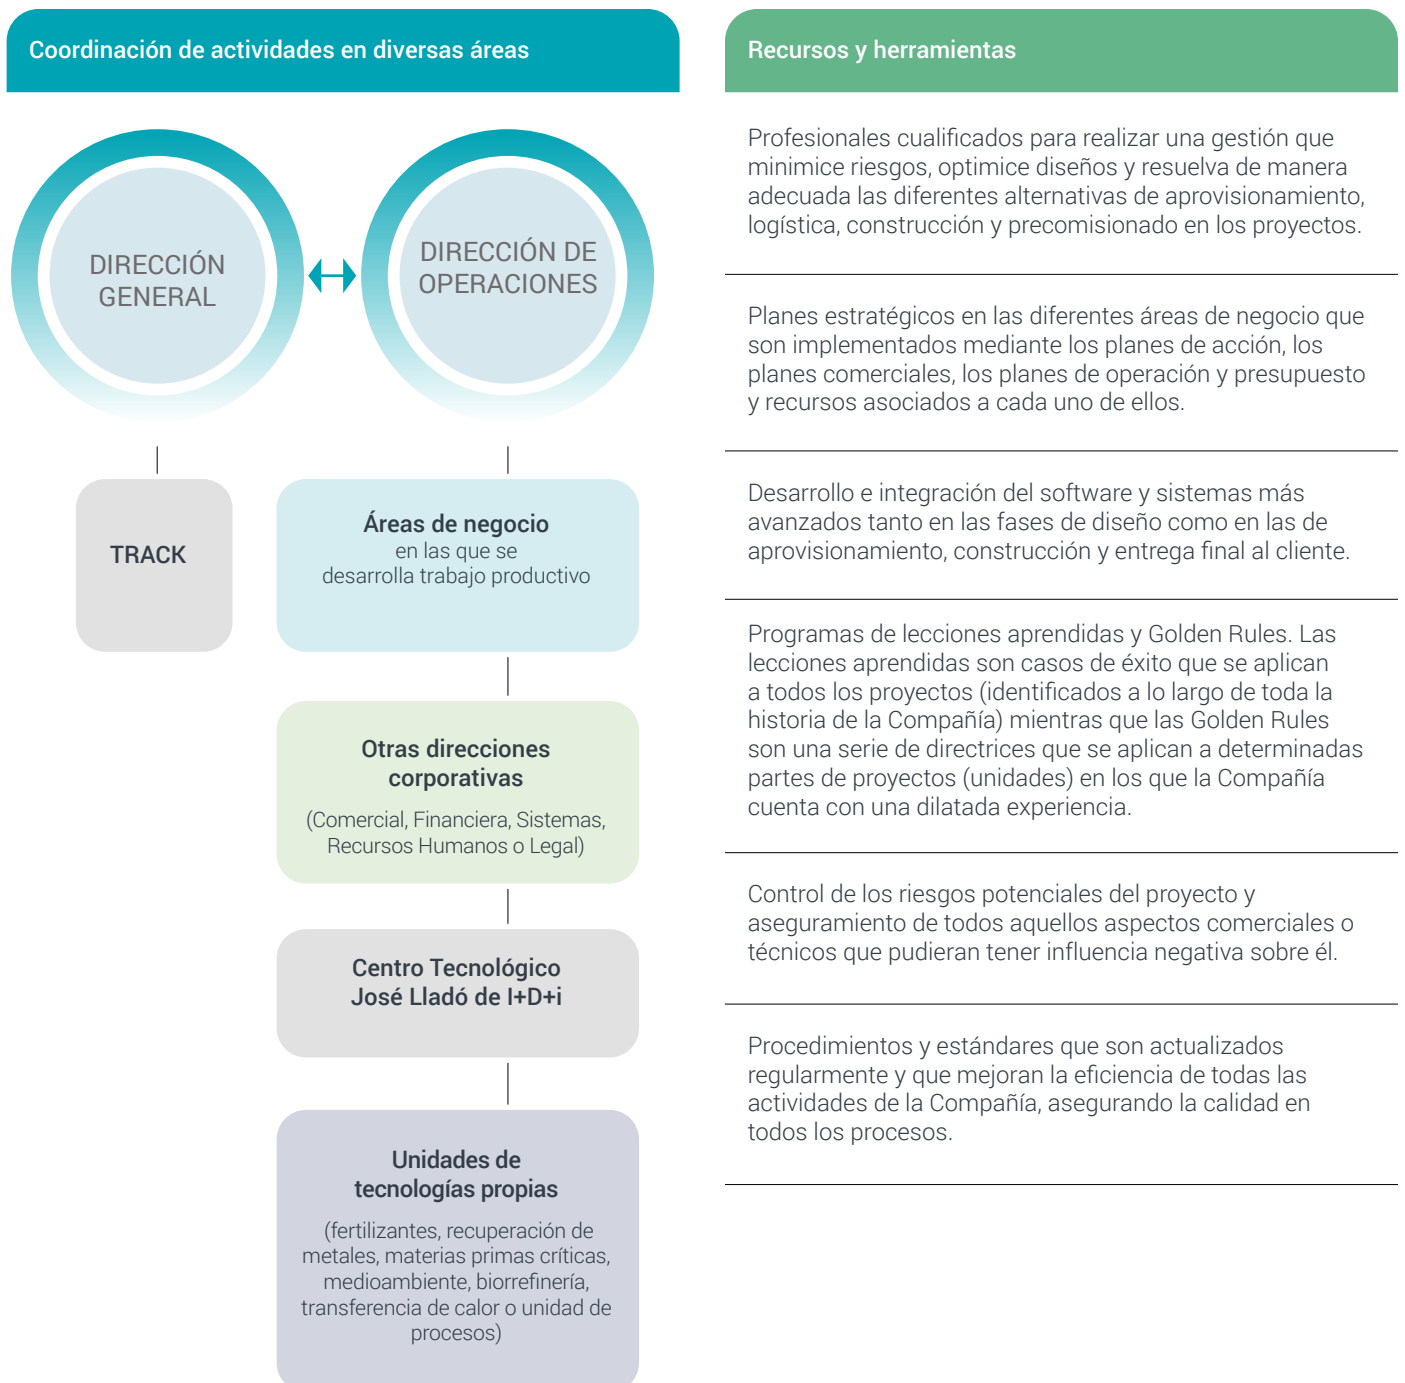 Coordinación de actividades en diversas áreas
DIRECCIÓN
GENERAL
DIRECCIÓN DE
OPERACIONES
TRACK
Áreas de negocio
en las que se
desarrolla trabajo productivo
Otras direcciones
corporativas
(Comercial, Financiera, Sistemas,
Recursos Humanos o Legal)
Centro Tecnológico
José Lladó de I+D+i
Unidades de
tecnologías propias
(fertilizantes, recuperación de
metales, materias primas críticas,
medioambiente, biorrefinería,
transferencia de calor o unidad de
procesos)
Recursos y herramientas
Profesionales cualificados para realizar una gestión que
minimice riesgos, optimice diseños y resuelva de manera
adecuada las diferentes alternativas de aprovisionamiento,
logística, construcción y precomisionado en los proyectos.
Planes estratégicos en las diferentes áreas de negocio que
son implementados mediante los planes de acción, los
planes comerciales, los planes de operación y presupuesto
y recursos asociados a cada uno de ellos.
Desarrollo e integración del software y sistemas más
avanzados tanto en las fases de diseño como en las de
aprovisionamiento, construcción y entrega final al cliente.
Programas de lecciones aprendidas y Golden Rules. Las
lecciones aprendidas son casos de éxito que se aplican
a todos los proyectos (identificados a lo largo de toda la
historia de la Compañía) mientras que las Golden Rules
son una serie de directrices que se aplican a determinadas
partes de proyectos (unidades) en los que la Compañía
cuenta con una dilatada experiencia.
Control de los riesgos potenciales del proyecto y
aseguramiento de todos aquellos aspectos comerciales o
técnicos que pudieran tener influencia negativa sobre él.
Procedimientos y estándares que son actualizados
regularmente y que mejoran la eficiencia de todas las
actividades de la Compañía, asegurando la calidad en
todos los procesos.